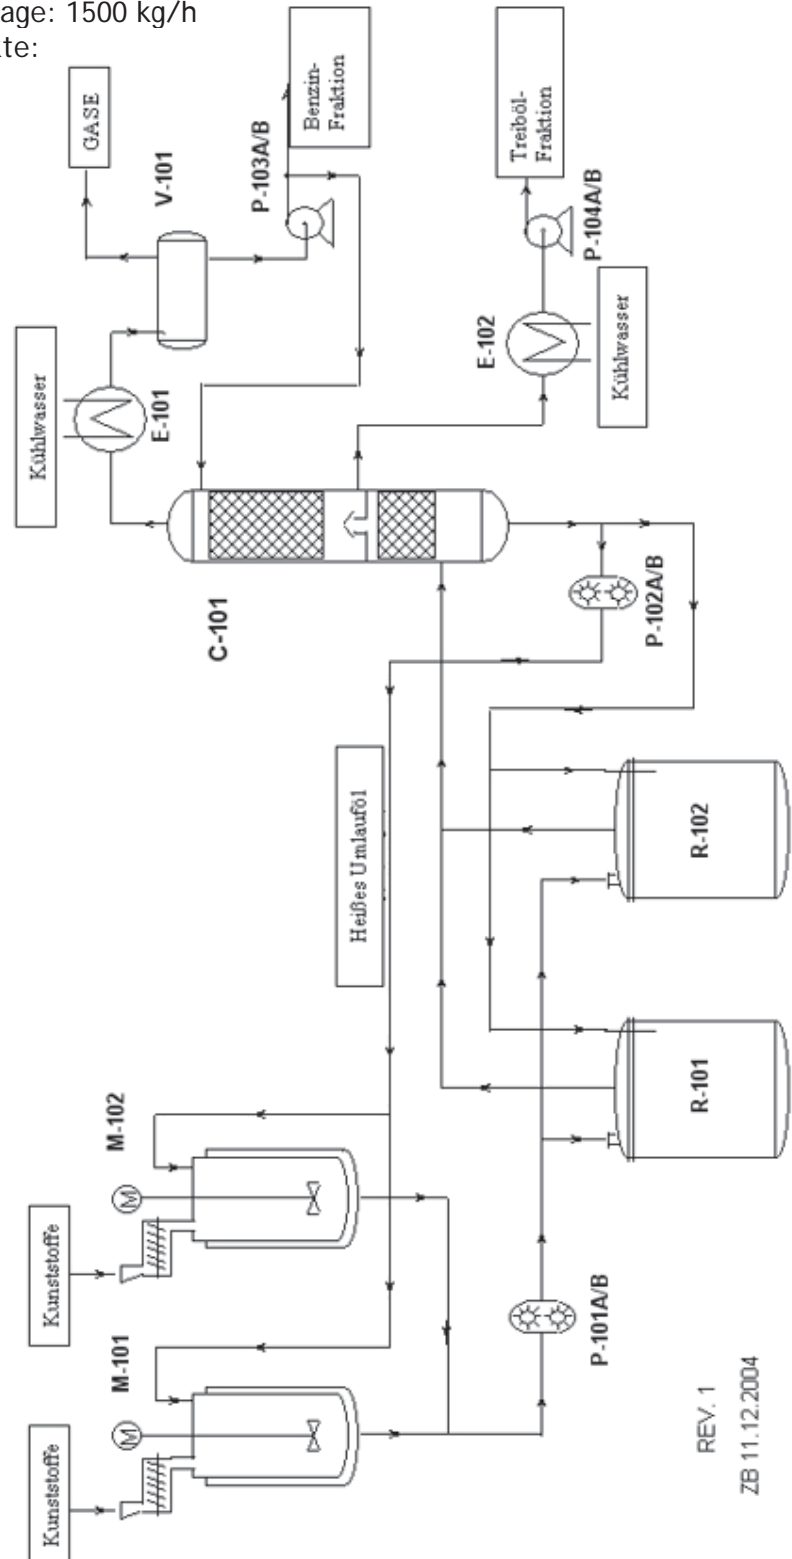 age: 1500 kg/h
te:
GASE
V-101
P-103A/B
Benzin-
Fraktion
Treiböl-
Fraktion
P-104A/B
Kühlwasser
E-101
E-102
Kühlwasser
C-101
P-102A/B
Heißes Umlauföl
R-102
R-101
M-102
M
Kunststoffe
M-101
M
Kunststoffe
P-101A/B
REV. 1
ZB 11.12.2004